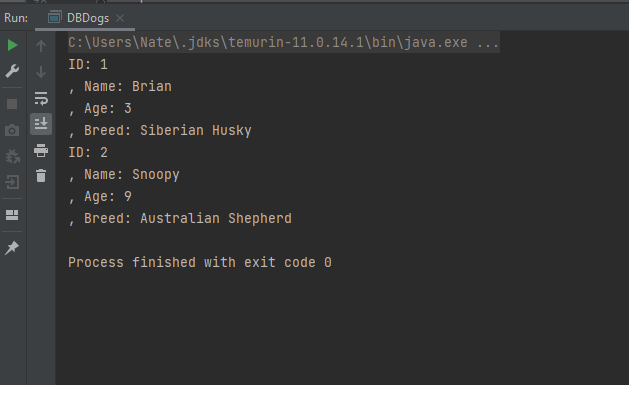 Run:
DBDogs
C:\Users\Nate\.jdks\temurin-11.0.14.1\bin\java.exe ...
ID: 1
, Name: Brian
, Age: 3
, Breed: Siberian Husky
ID: 2
, Name: Snoopy
, Age: 9
, Breed: Australian Shepherd
Process finished with exit code 0